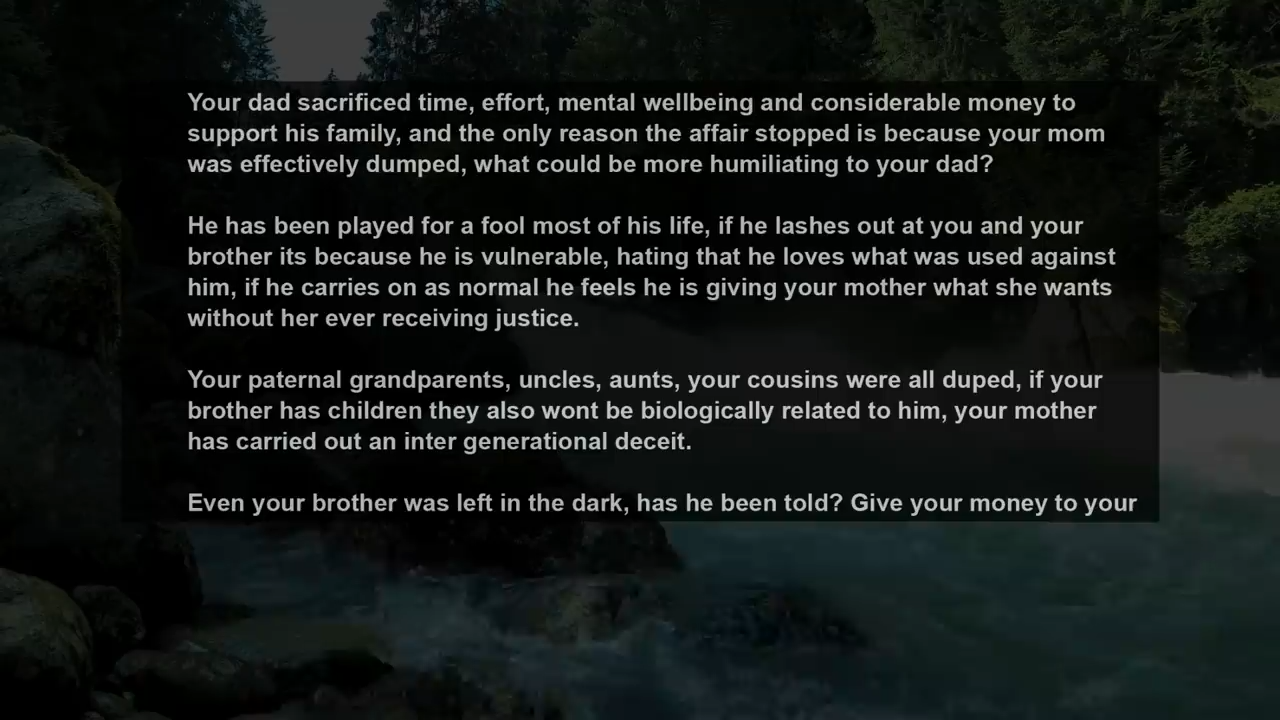 Your dad sacrificed time, effort, mental wellbeing and considerable money to
support his family, and the only reason the affair stopped is because your mom
was effectively dumped, what could be more humiliating to your dad?
He has been played for a fool most of his life, if he lashes out at you and your
brother its because he is vulnerable, hating that he loves what was used against
him, if he carries on as normal he feels he is giving your mother what she wants
without her ever receiving justice.
Your paternal grandparents, uncles, aunts, your cousins were all duped, if your
brother has children they also wont be biologically related to him, your mother
has carried out an inter generational deceit.
Even your brother was left in the dark, has he been told? Give your money to your